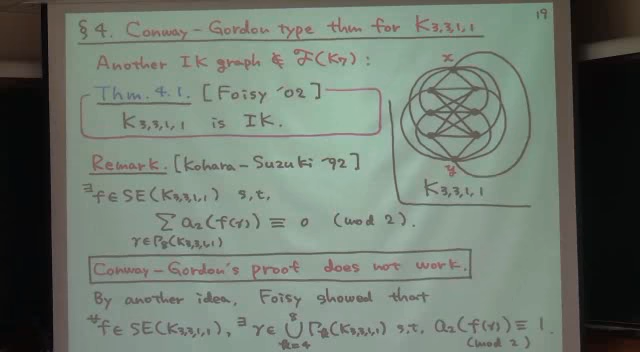 19
§4. Conway-Gordon type thm for K3,3,1,1
Another IK graph ∉ F(K7) :
Thm. 4.1. [Foisy '02]
K3,3,1,1 is IK.
x
y
K3,3,1,1
Remark. [Kohara-Suzuki '92]
∃f∈SE(K3,3,1,1) s,t,
Σ a2(f(γ)) ≡ 0 (mod 2).
γ∈Γ8(K3,3,1,1)
Conway-Gordon's proof does not work.
By another idea, Foisy showed that
∀f∈SE(K3,3,1,1), ∃γ∈ ⋃ Γk(K3,3,1,1) s,t, a2(f(γ)) ≡ 1.
8
k=4
(mod 2)